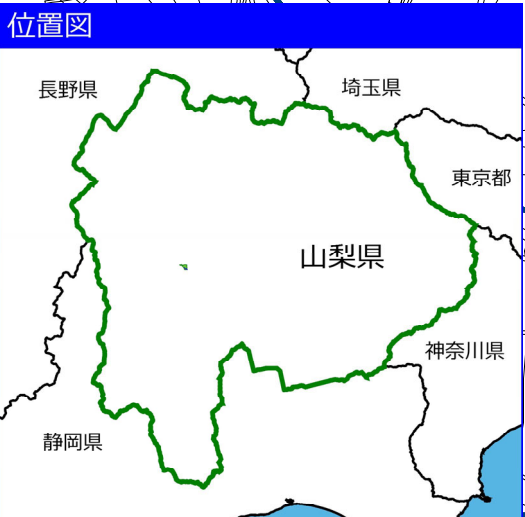 位置図
長野県
埼玉県
東京都
山梨県
神奈川県
静岡県